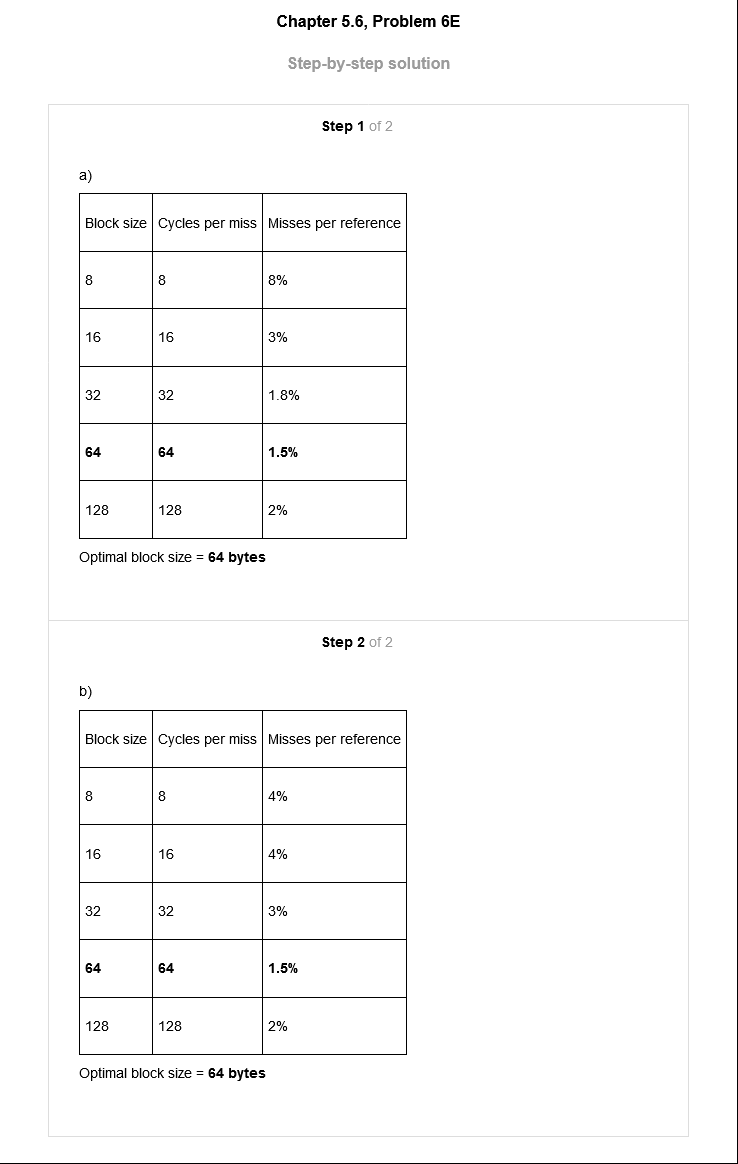 Chapter 5.6, Problem 6E
Step-by-step solution
Step 1 of 2
a)
Block size Cycles per miss Misses per reference
8 8 8%
16 16 3%
32 32 1.8%
64 64 1.5%
128 128 2%
Optimal block size = 64 bytes
Step 2 of 2
b)
Block size Cycles per miss Misses per reference
8 8 4%
16 16 4%
32 32 3%
64 64 1.5%
128 128 2%
Optimal block size = 64 bytes